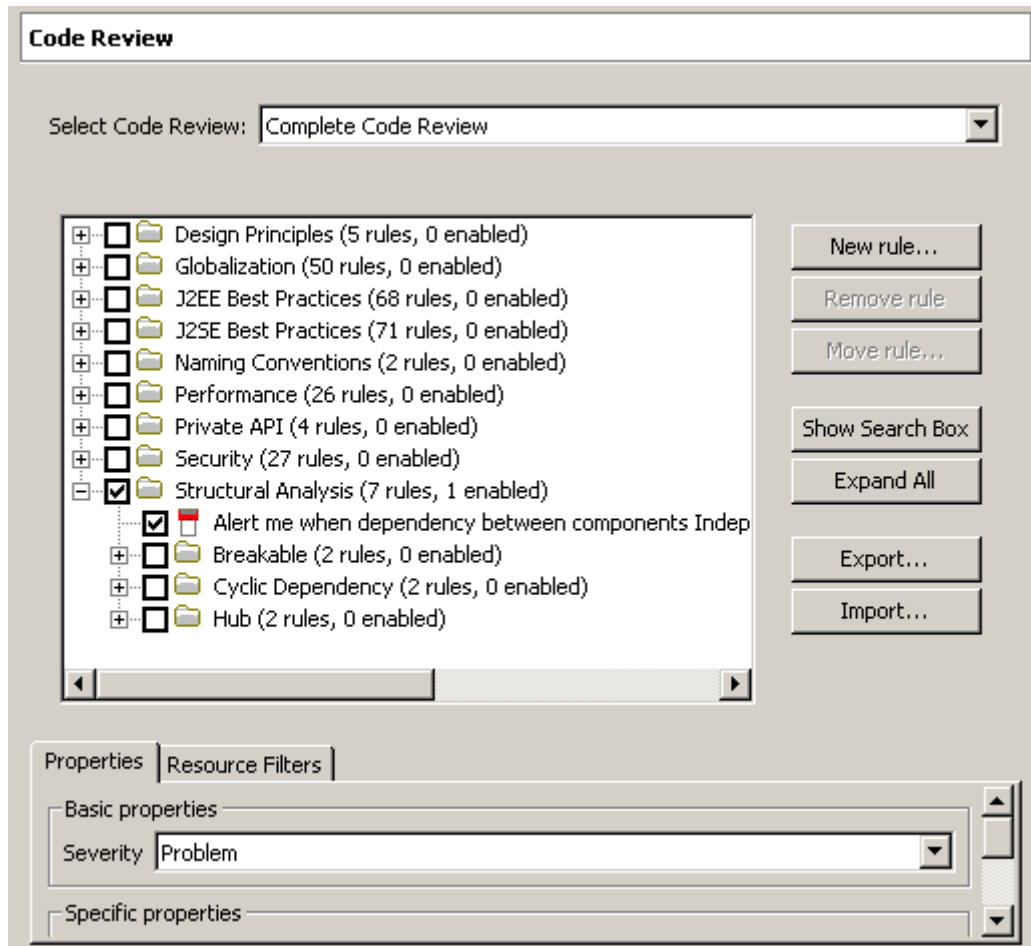 Code Review
Select Code Review: Complete Code Review
Design Principles (5 rules, 0 enabled)
Globalization (50 rules, 0 enabled)
J2EE Best Practices (68 rules, 0 enabled)
J2SE Best Practices (71 rules, 0 enabled)
Naming Conventions (2 rules, 0 enabled)
Performance (26 rules, 0 enabled)
Private API (4 rules, 0 enabled)
Security (27 rules, 0 enabled)
Structural Analysis (7 rules, 1 enabled)
Alert me when dependency between components Indep
Breakable (2 rules, 0 enabled)
Cyclic Dependency (2 rules, 0 enabled)
Hub (2 rules, 0 enabled)
New rule...
Remove rule
Move rule...
Show Search Box
Expand All
Export...
Import...
Properties Resource Filters
Basic properties
Severity Problem
Specific properties